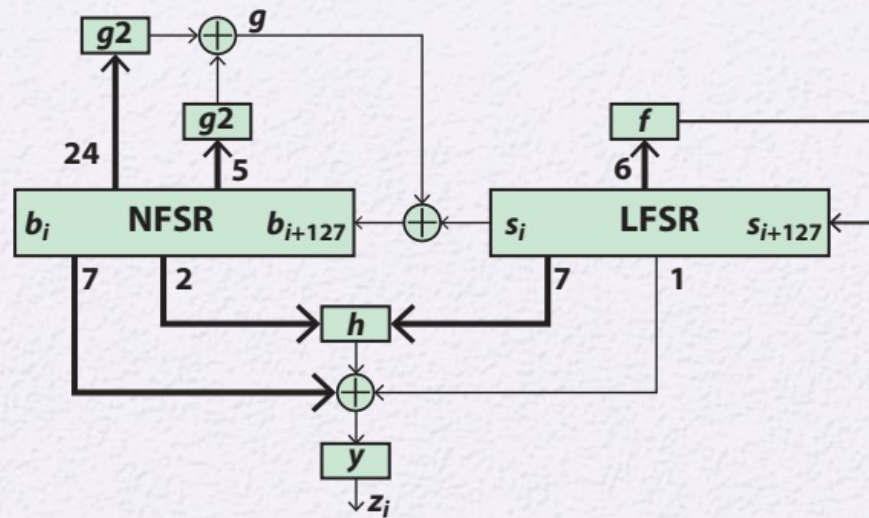 g2
g
g2
f
24
5
6
b_i NFSR b_{i+127}
s_i LFSR s_{i+127}
7
2
7
1
h
y
z_i